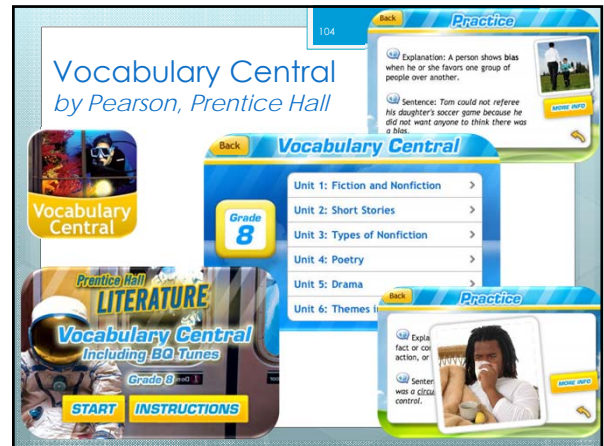 104
Vocabulary Central
by Pearson, Prentice Hall
Back
Practice
Explanation: A person shows bias
when he or she favors one group of
people over another.
Sentence: Tom could not referee
his daughter's soccer game because he
did not want anyone to think there was
a bias.
MORE INFO
Vocabulary
Central
Back
Vocabulary Central
Grade
8
Unit 1: Fiction and Nonfiction
Unit 2: Short Stories
Unit 3: Types of Nonfiction
Unit 4: Poetry
Unit 5: Drama
Unit 6: Themes i
Prentice Hall
LITERATURE
Vocabulary Central
Including BQ Tunes
Grade 8
START
INSTRUCTIONS
Back
Practice
Expla
fact or co
action, or
Senten
was a circu
control.
MORE INFO